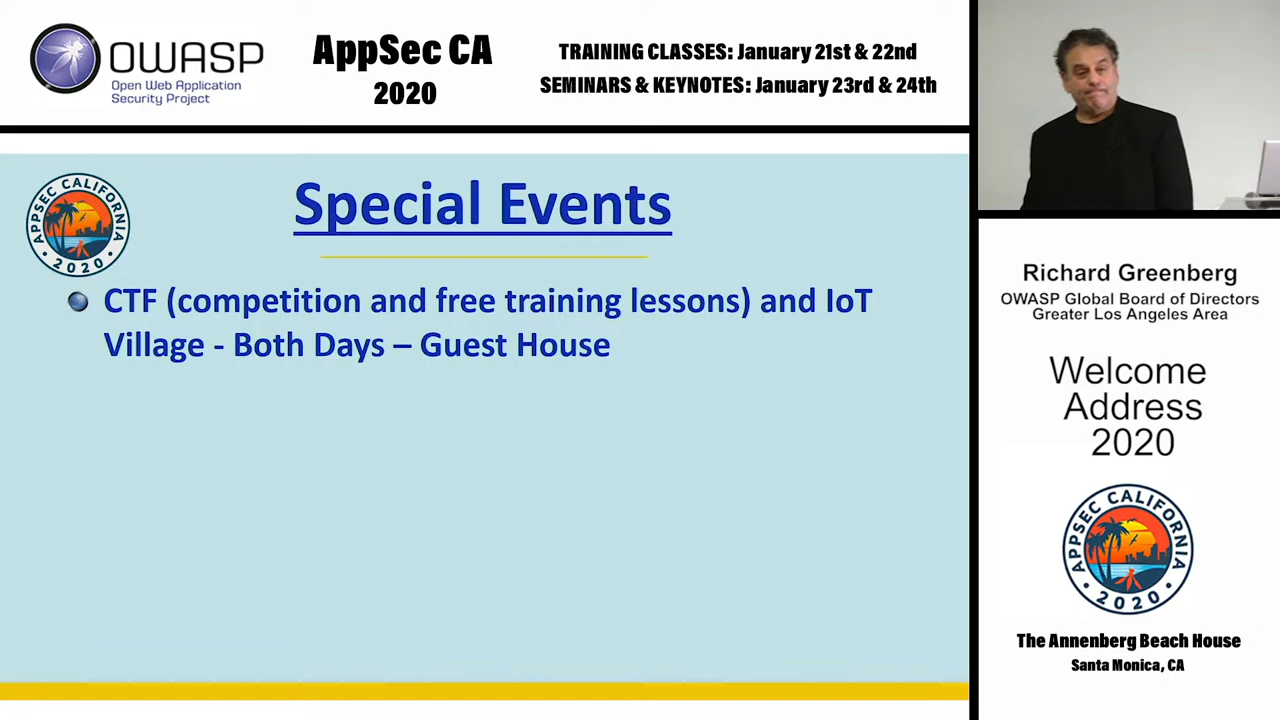 OWASP
Open Web Application
Security Project
AppSec CA
2020
TRAINING CLASSES: January 21st & 22nd
SEMINARS & KEYNOTES: January 23rd & 24th
APPSEC CALIFORNIA
• 2020 •
Special Events
CTF (competition and free training lessons) and IoT
Village - Both Days – Guest House
Richard Greenberg
OWASP Global Board of Directors
Greater Los Angeles Area
Welcome
Address
2020
APPSEC CALIFORNIA
• 2020 •
The Annenberg Beach House
Santa Monica, CA